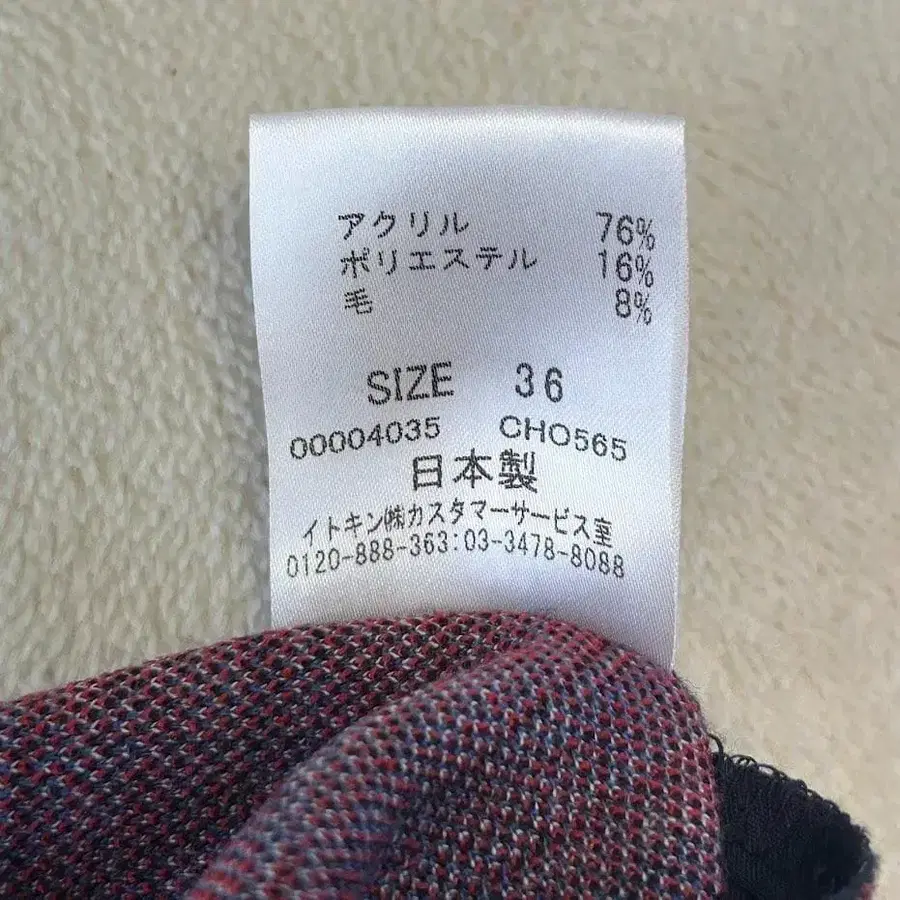 アクリル 76%
ポリエステル 16%
毛 8%
SIZE 36
00004035 CH0565
日本製
イトキン㈱カスタマーサービス室
0120-888-363:03-3478-8088